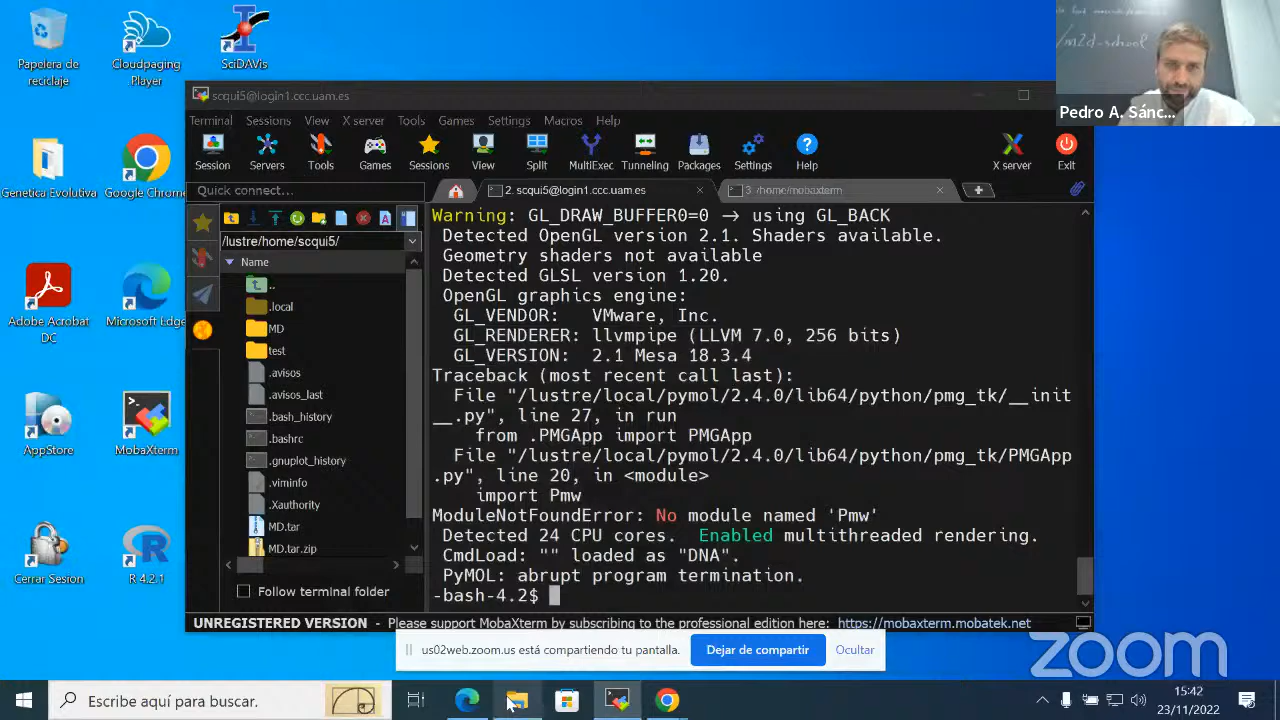 Papelera de
reciclaje
Cloudpaging
Player
SciDAVis
Genetica Evolutiva
Google Chrome
Adobe Acrobat
DC
Microsoft Edge
AppStore
MobaXterm
Cerrar Sesion
R 4.2.1
/m2d-school
Pedro A. Sánc...
scqui5@login1.ccc.uam.es
Terminal Sessions View X server Tools Games Settings Macros Help
Session Servers Tools Games Sessions View Split MultiExec Tunneling Packages Settings Help X server Exit
Quick connect...
2. scqui5@login1.ccc.uam.es
3. /home/mobaxterm
/lustre/home/scqui5/
Name
..
.local
MD
test
.avisos
.avisos_last
.bash_history
.bashrc
.gnuplot_history
.viminfo
.Xauthority
MD.tar
MD.tar.zip
Follow terminal folder
Warning: GL_DRAW_BUFFER0=0 -> using GL_BACK
Detected OpenGL version 2.1. Shaders available.
Geometry shaders not available
Detected GLSL version 1.20.
OpenGL graphics engine:
GL_VENDOR: VMware, Inc.
GL_RENDERER: llvmpipe (LLVM 7.0, 256 bits)
GL_VERSION: 2.1 Mesa 18.3.4
Traceback (most recent call last):
File "/lustre/local/pymol/2.4.0/lib64/python/pmg_tk/__init
__.py", line 27, in run
from .PMGApp import PMGApp
File "/lustre/local/pymol/2.4.0/lib64/python/pmg_tk/PMGApp
.py", line 20, in <module>
import Pmw
ModuleNotFoundError: No module named 'Pmw'
Detected 24 CPU cores. Enabled multithreaded rendering.
CmdLoad: "" loaded as "DNA".
PyMOL: abrupt program termination.
-bash-4.2$
UNREGISTERED VERSION - Please support MobaXterm by subscribing to the professional edition here: https://mobaxterm.mobatek.net
us02web.zoom.us está compartiendo tu pantalla. Dejar de compartir Ocultar
zoom
Escribe aquí para buscar.
15:42
23/11/2022